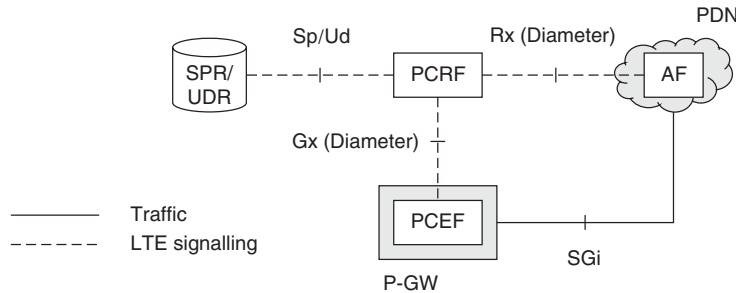 PDN
Sp/Ud
Rx (Diameter)
SPR/
UDR
PCRF
AF
Gx (Diameter)
Traffic
LTE signalling
PCEF
SGi
P-GW